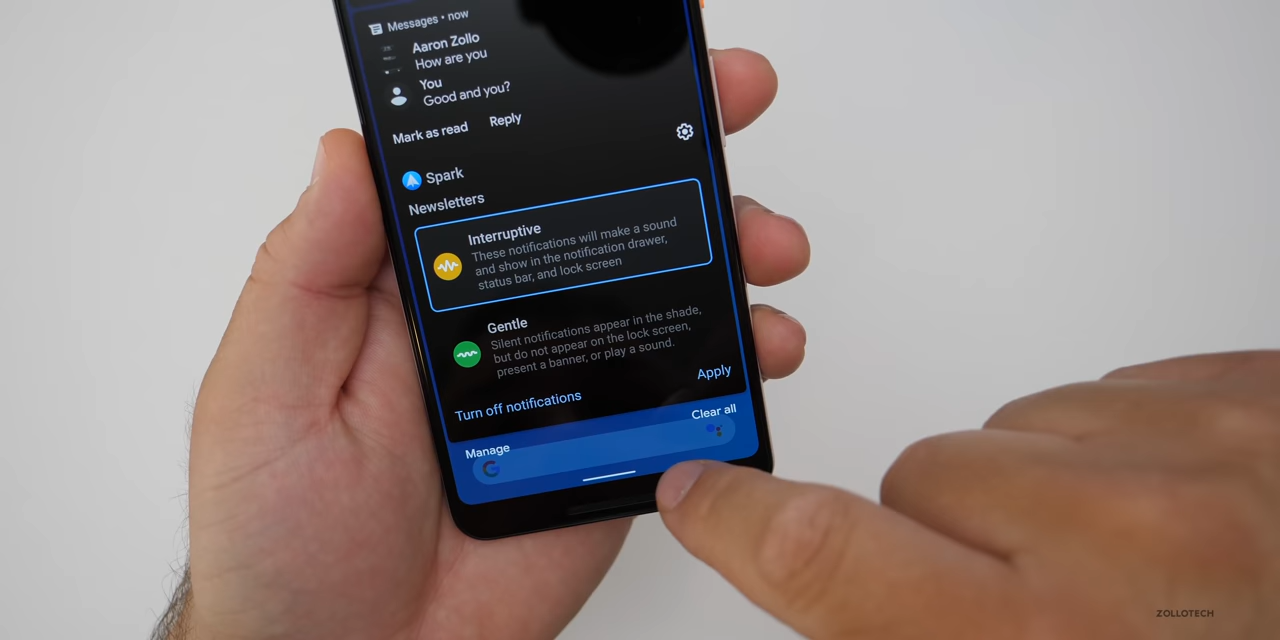 Messages • now
Aaron Zollo
How are you
You
Good and you?
Mark as read Reply
Spark
Newsletters
Interruptive
These notifications will make a sound
and show in the notification drawer,
status bar, and lock screen
Gentle
Silent notifications appear in the shade,
but do not appear on the lock screen,
present a banner, or play a sound.
Turn off notifications Apply
Manage Clear all
G
ZOLLOTECH